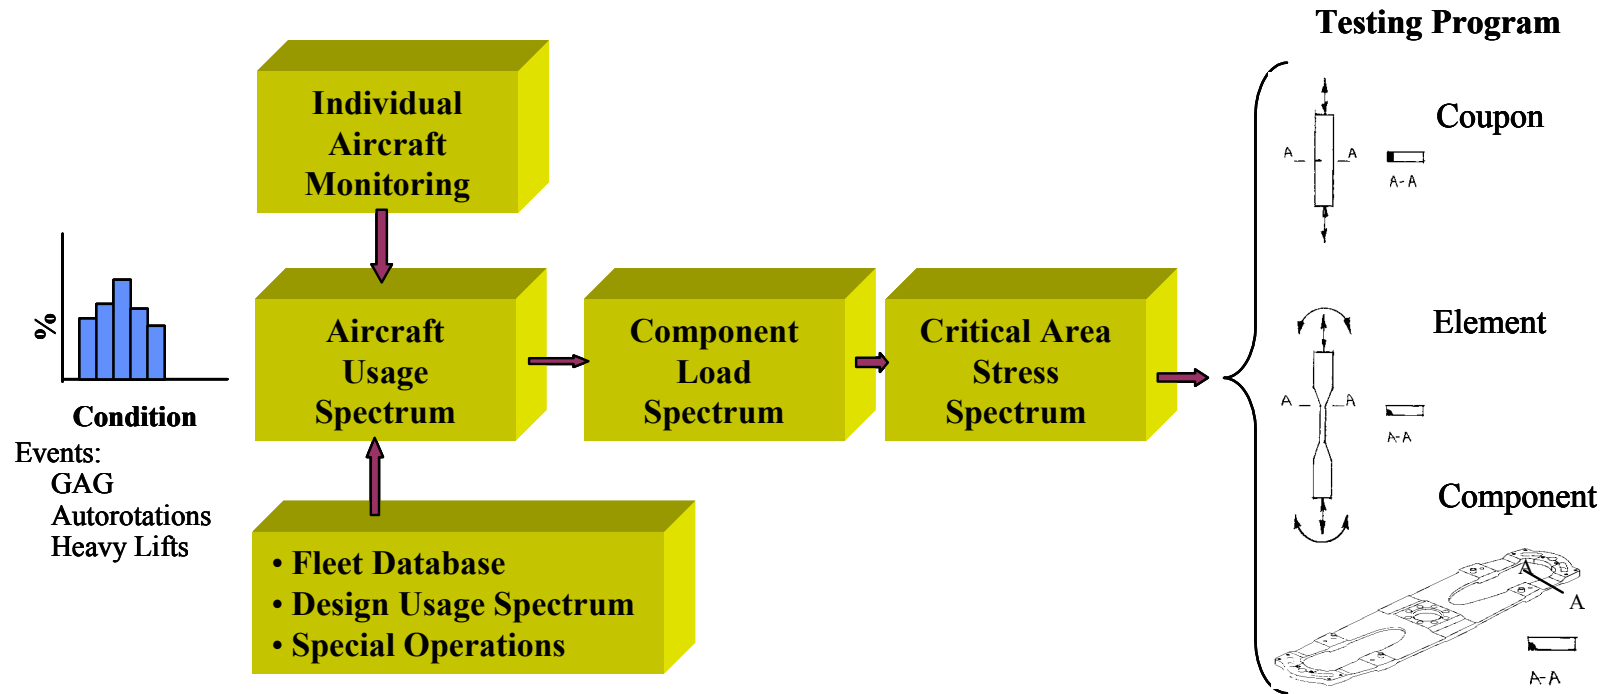 Testing Program
Individual
Aircraft
Monitoring
Coupon
A
A
A-A
%
Condition
Events:
GAG
Autorotations
Heavy Lifts
Aircraft
Usage
Spectrum
Component
Load
Spectrum
Critical Area
Stress
Spectrum
Element
A
A
A-A
• Fleet Database
• Design Usage Spectrum
• Special Operations
Component
A
A
A-A